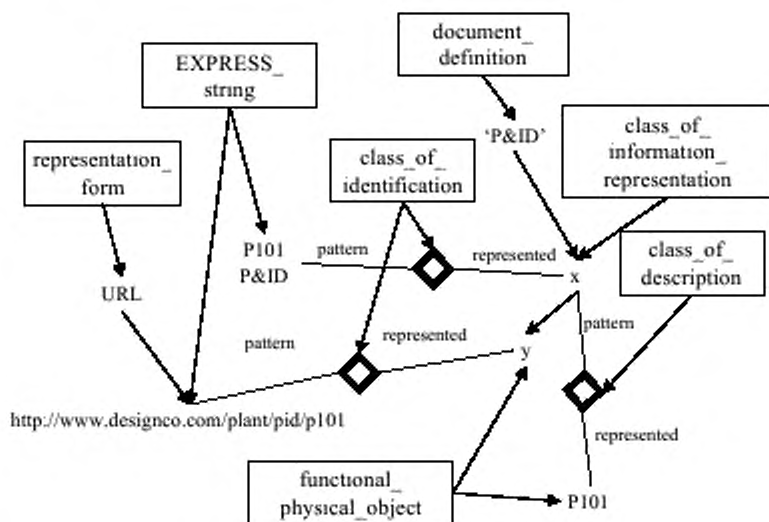 document_
definition
EXPRESS_
string
'P&ID'
class_of_
information_
representation
representation_
form
class_of_
identification
P101
P&ID
pattern
represented
x
class_of_
description
URL
pattern
represented
y
pattern
http://www.designco.com/plant/pid/p101
represented
functional_
physical_object
P101